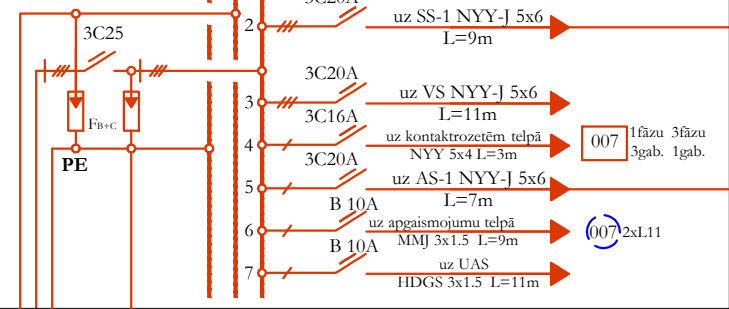 3C20A
2
uz SS-1 NYY-J 5x6
L=9m
3C25
3C20A
3
uz VS NYY-J 5x6
L=11m
FB+C
3C16A
4
uz kontaktrozetēm telpā
NYY 5x4 L=3m
007
1fāzu 3fāzu
3gab. 1gab.
PE
3C20A
5
uz AS-1 NYY-J 5x6
L=7m
B 10A
6
uz apgaismojumu telpā
MMJ 3x1.5 L=9m
007
2xL11
B 10A
7
uz UAS
HDGS 3x1.5 L=11m